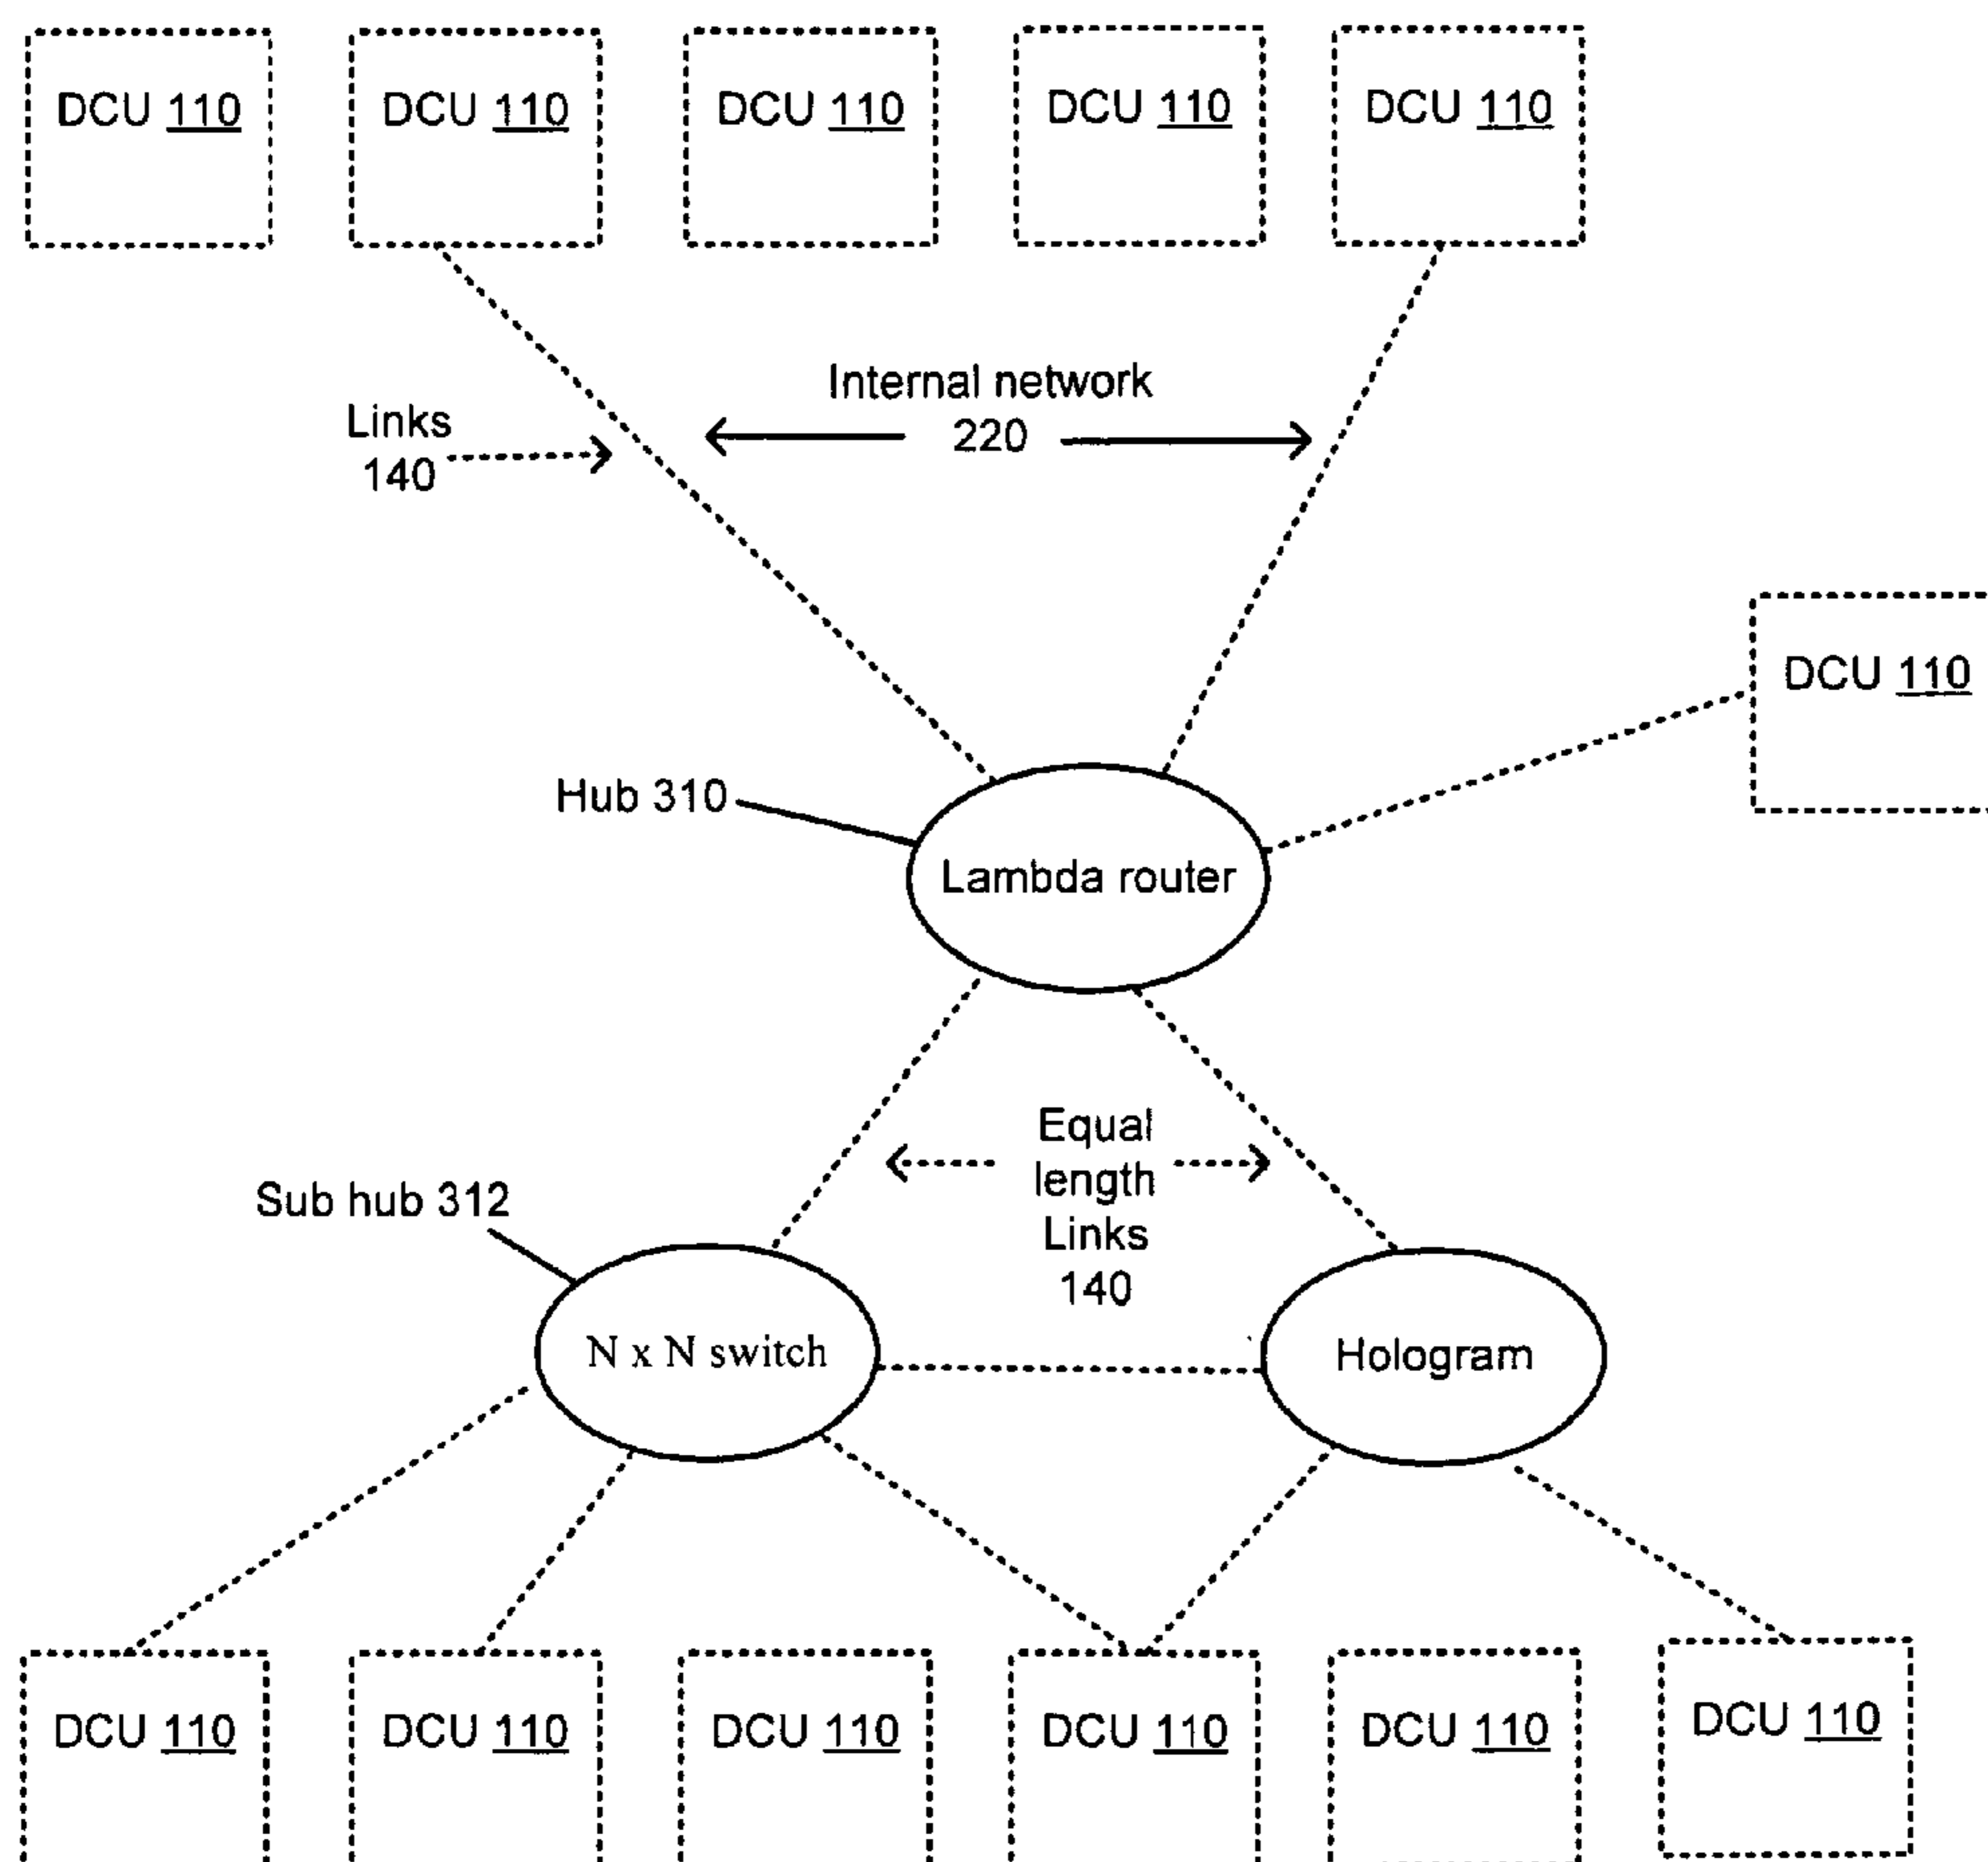 DCU 110
DCU 110
DCU 110
DCU 110
DCU 110
Internal network
220
Links
140
DCU 110
Hub 310
Lambda router
Equal
length
Links
140
Sub hub 312
N x N switch
Hologram
DCU 110
DCU 110
DCU 110
DCU 110
DCU 110
DCU 110